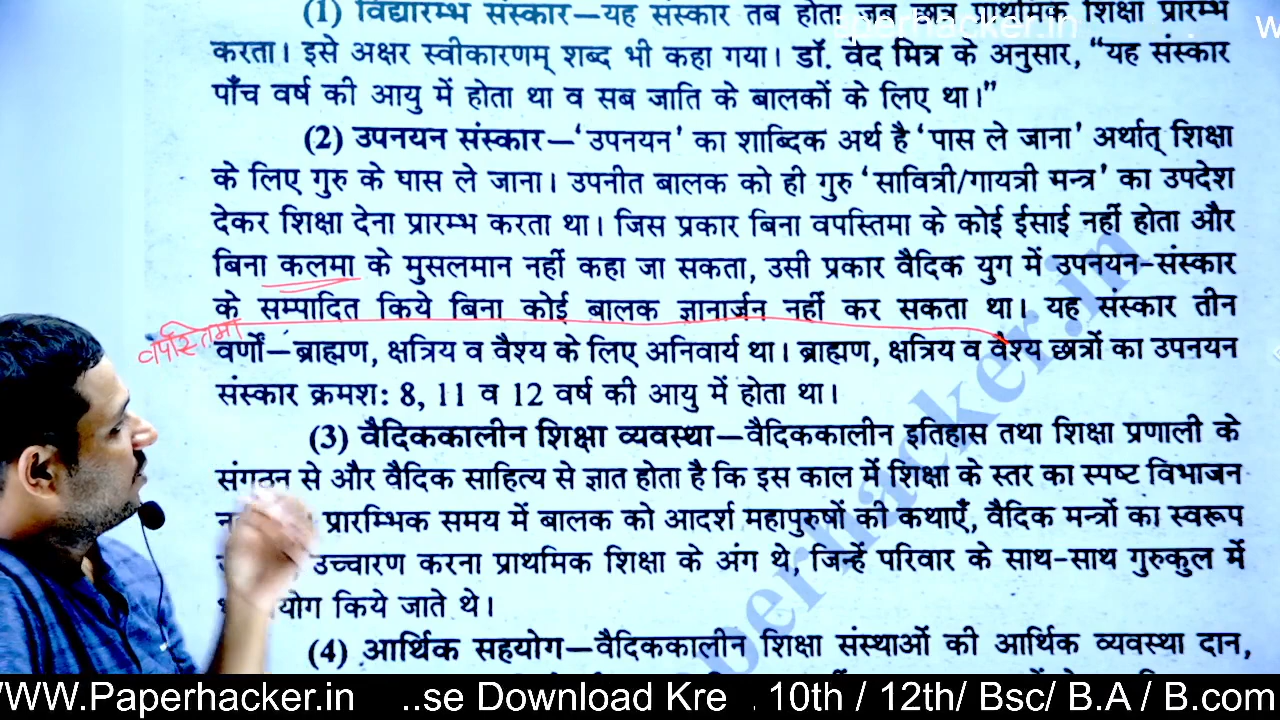 (1) विद्यारम्भ संस्कार—यह संस्कार तब होता जब छात्र प्राथमिक शिक्षा प्रारम्भ
करता। इसे अक्षर स्वीकारणम् शब्द भी कहा गया। डॉ. वेद मित्र के अनुसार, “यह संस्कार
पाँच वर्ष की आयु में होता था व सब जाति के बालकों के लिए था।”
(2) उपनयन संस्कार—‘उपनयन’ का शाब्दिक अर्थ है ‘पास ले जाना’ अर्थात् शिक्षा
के लिए गुरु के पास ले जाना। उपनीत बालक को ही गुरु ‘सावित्री/गायत्री मन्त्र’ का उपदेश
देकर शिक्षा देना प्रारम्भ करता था। जिस प्रकार बिना वपस्तिमा के कोई ईसाई नहीं होता और
बिना कलमा के मुसलमान नहीं कहा जा सकता, उसी प्रकार वैदिक युग में उपनयन-संस्कार
के सम्पादित किये बिना कोई बालक ज्ञानार्जन नहीं कर सकता था। यह संस्कार तीन
वपस्तिमा
वर्णों—ब्राह्मण, क्षत्रिय व वैश्य के लिए अनिवार्य था। ब्राह्मण, क्षत्रिय व वैश्य छात्रों का उपनयन
संस्कार क्रमश: 8, 11 व 12 वर्ष की आयु में होता था।
(3) वैदिककालीन शिक्षा व्यवस्था—वैदिककालीन इतिहास तथा शिक्षा प्रणाली के
संगठन से और वैदिक साहित्य से ज्ञात होता है कि इस काल में शिक्षा के स्तर का स्पष्ट विभाजन
प्रारम्भिक समय में बालक को आदर्श महापुरुषों की कथाएँ, वैदिक मन्त्रों का स्वरूप
उच्चारण करना प्राथमिक शिक्षा के अंग थे, जिन्हें परिवार के साथ-साथ गुरुकुल में
किये जाते थे।
(4) आर्थिक सहयोग—वैदिककालीन शिक्षा संस्थाओं की आर्थिक व्यवस्था दान,
perhacker.in
WWW.Paperhacker.in ..se Download Kre . 10th / 12th/ Bsc/ B.A / B.com